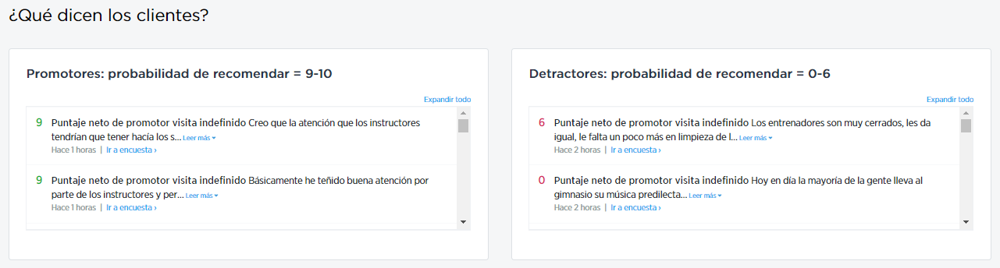 ¿Qué dicen los clientes?
Promotores: probabilidad de recomendar = 9-10
Expandir todo
9 Puntaje neto de promotor visita indefinido Creo que la atención que los instructores
tendrían que tener hacía los s... Leer más
Hace 1 horas | Ir a encuesta ›
9 Puntaje neto de promotor visita indefinido Básicamente he teñido buena atención por
parte de los instructores y per... Leer más
Hace 1 horas | Ir a encuesta ›
Detractores: probabilidad de recomendar = 0-6
Expandir todo
6 Puntaje neto de promotor visita indefinido Los entrenadores son muy cerrados, les da
igual, le falta un poco más en limpieza de l... Leer más
Hace 2 horas | Ir a encuesta ›
0 Puntaje neto de promotor visita indefinido Hoy en día la mayoría de la gente lleva al
gimnasio su música predilecta... Leer más
Hace 2 horas | Ir a encuesta ›